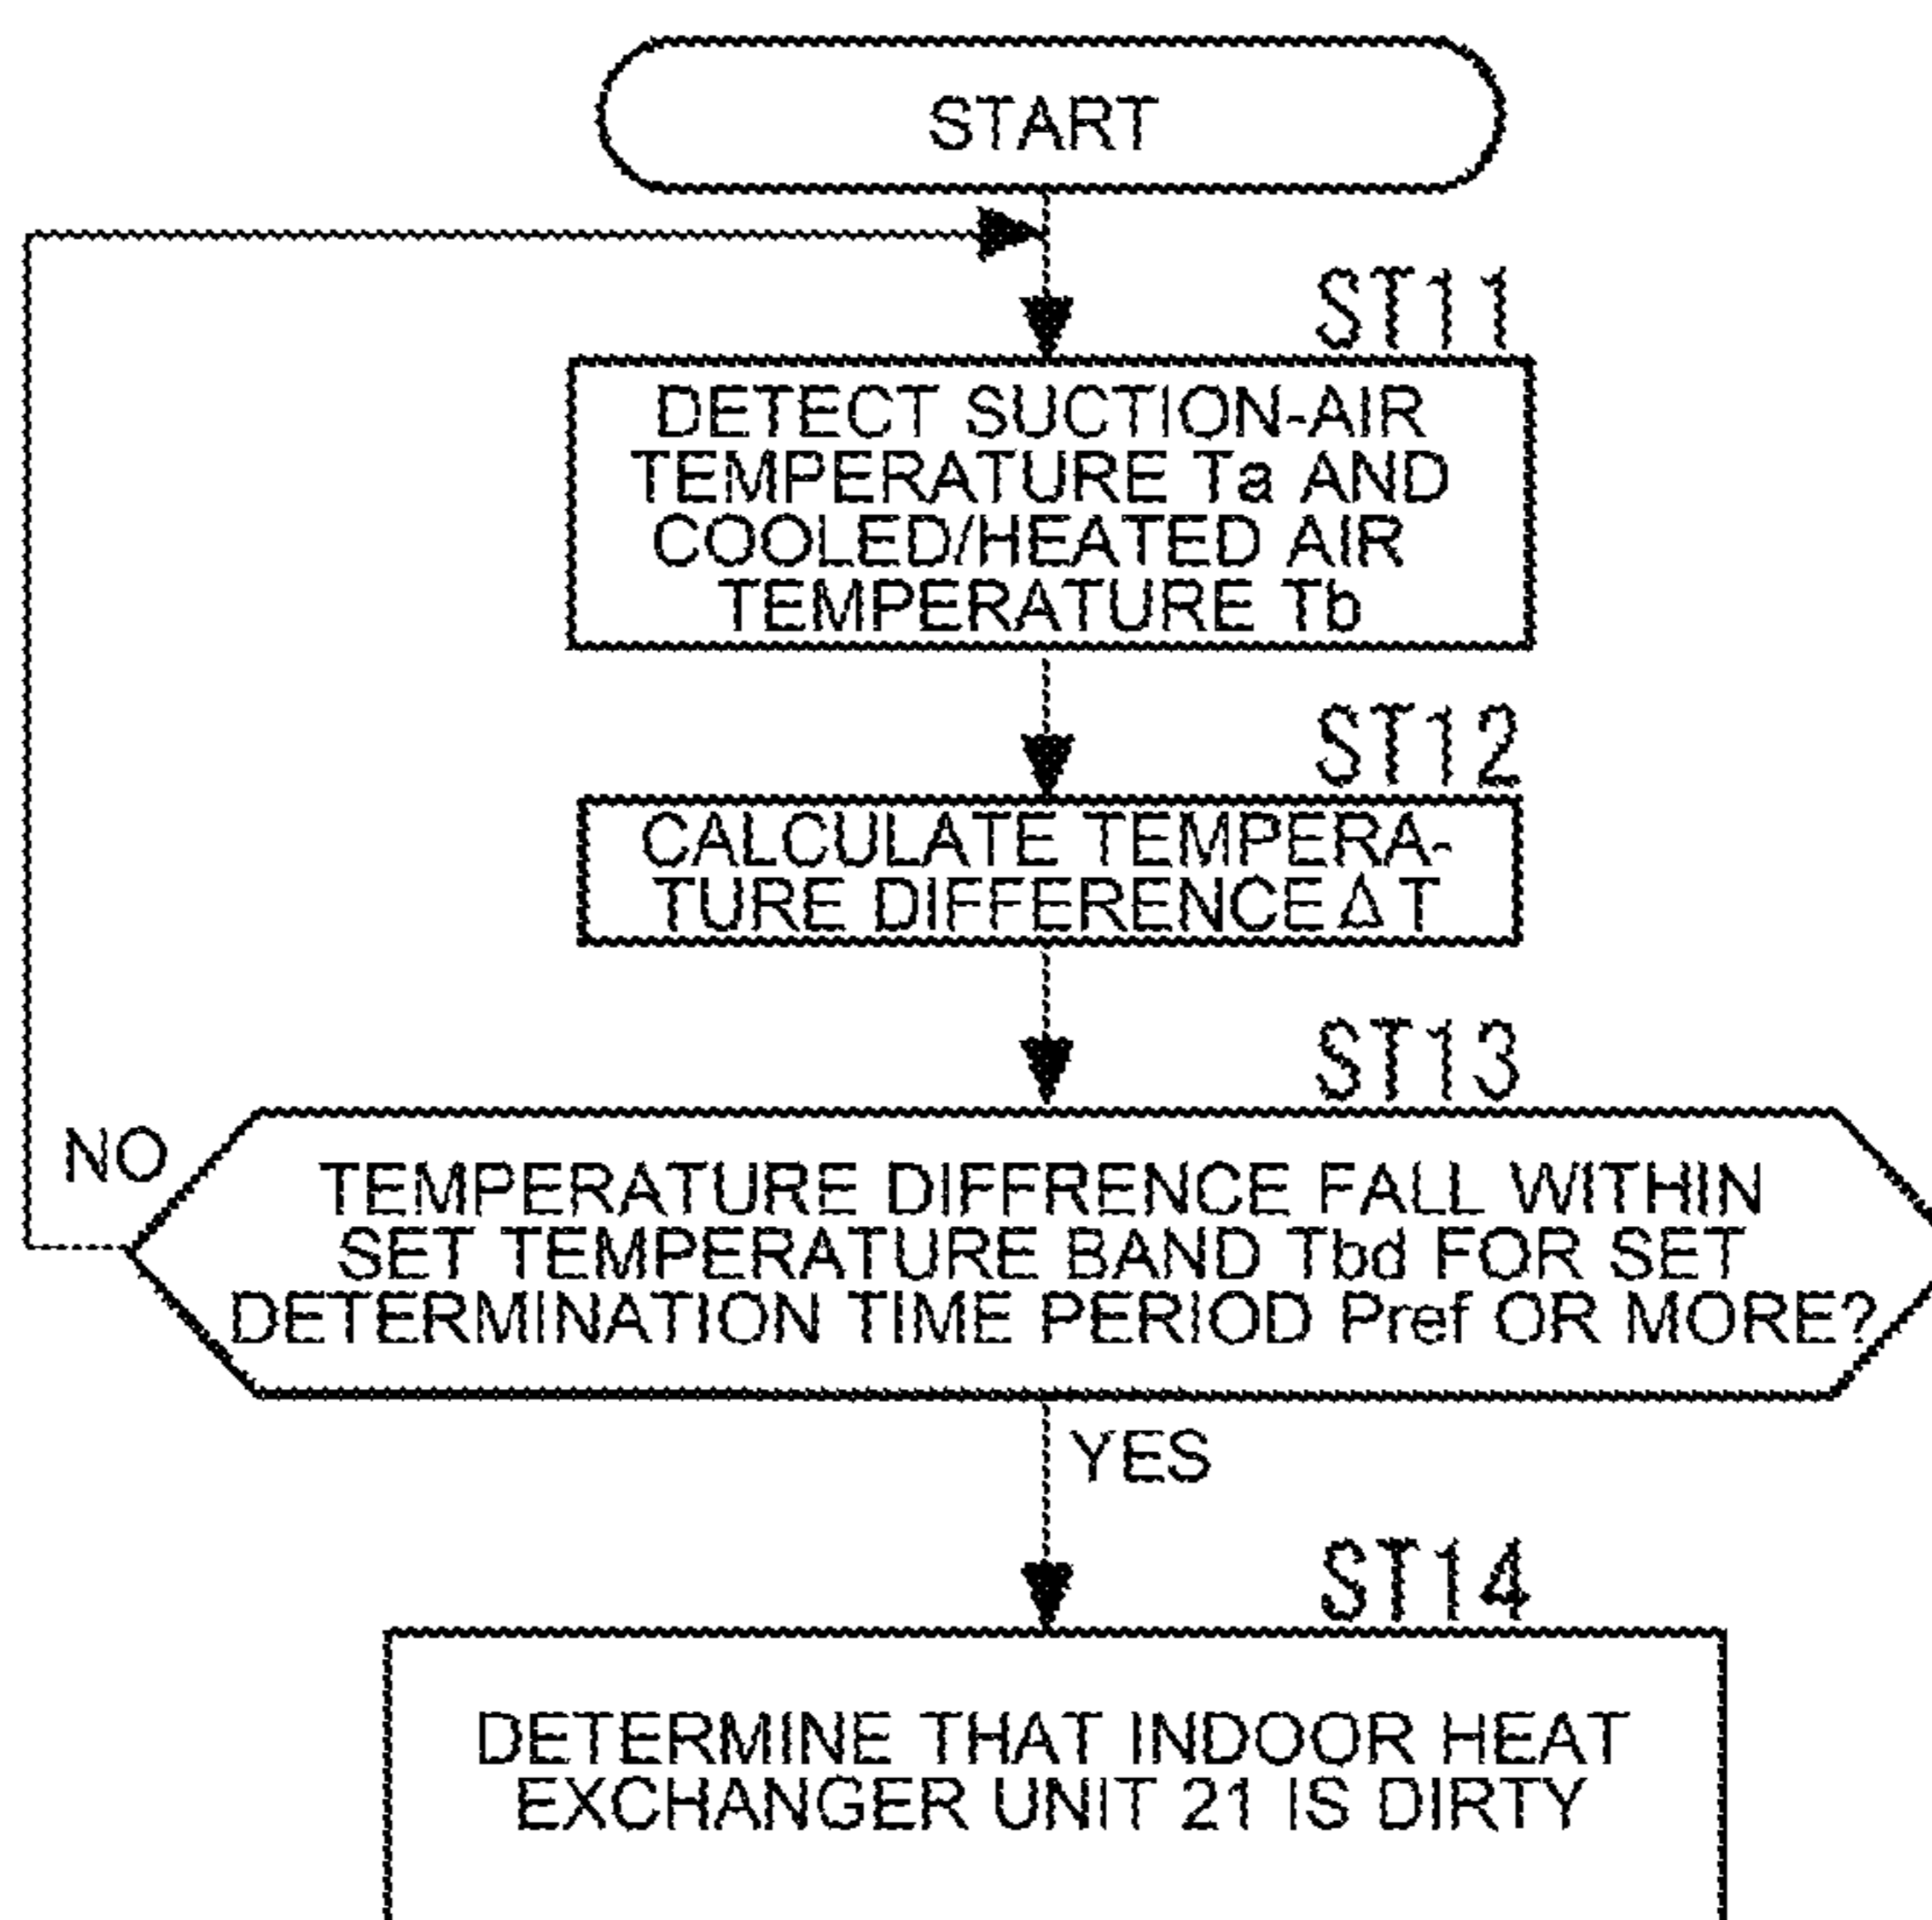 START
ST11
DETECT SUCTION-AIR
TEMPERATURE Ta AND
COOLED/HEATED AIR
TEMPERATURE Tb
ST12
CALCULATE TEMPERA-
TURE DIFFERENCE Δ T
ST13
NO
TEMPERATURE DIFFRENCE FALL WITHIN
SET TEMPERATURE BAND Tbd FOR SET
DETERMINATION TIME PERIOD Pref OR MORE?
YES
ST14
DETERMINE THAT INDOOR HEAT
EXCHANGER UNIT 21 IS DIRTY